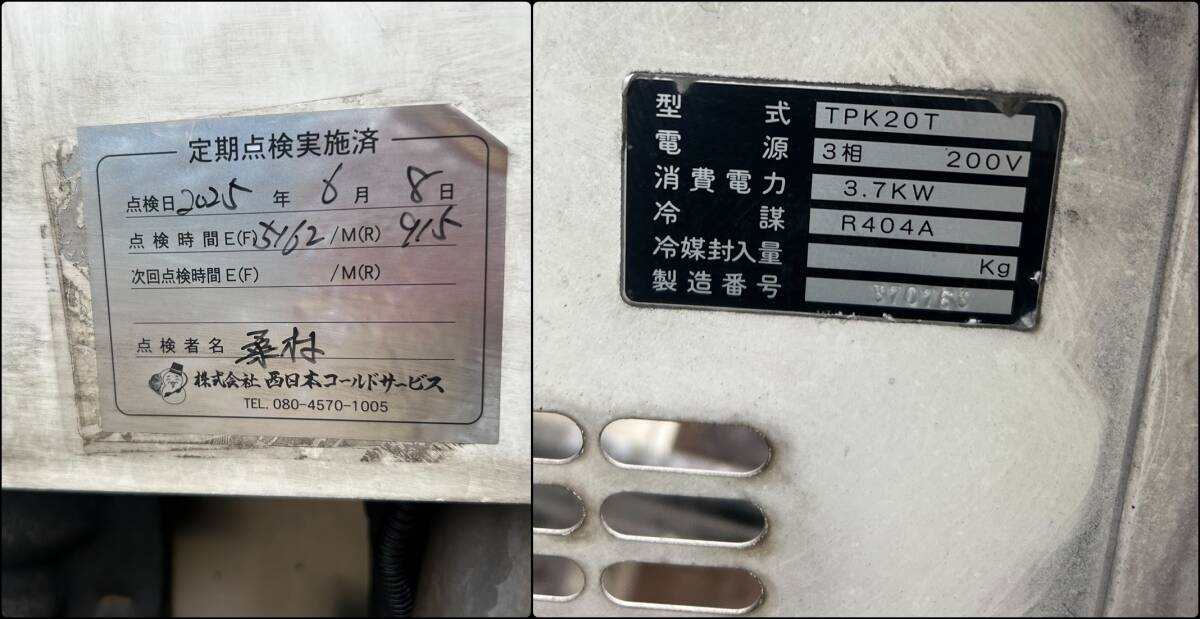 定期点検実施済
点検日 2025 年 6 月 8 日
点検時間 E(F) /M(R) 915
次回点検時間 E(F) /M(R)
点検者名 桑村
株式会社 西日本コールドサービス
TEL. 080-4570-1005
型式 TPK20T
電源 3相 200V
消費電力 3.7KW
冷謀 R404A
冷媒封入量 Kg
製造番号